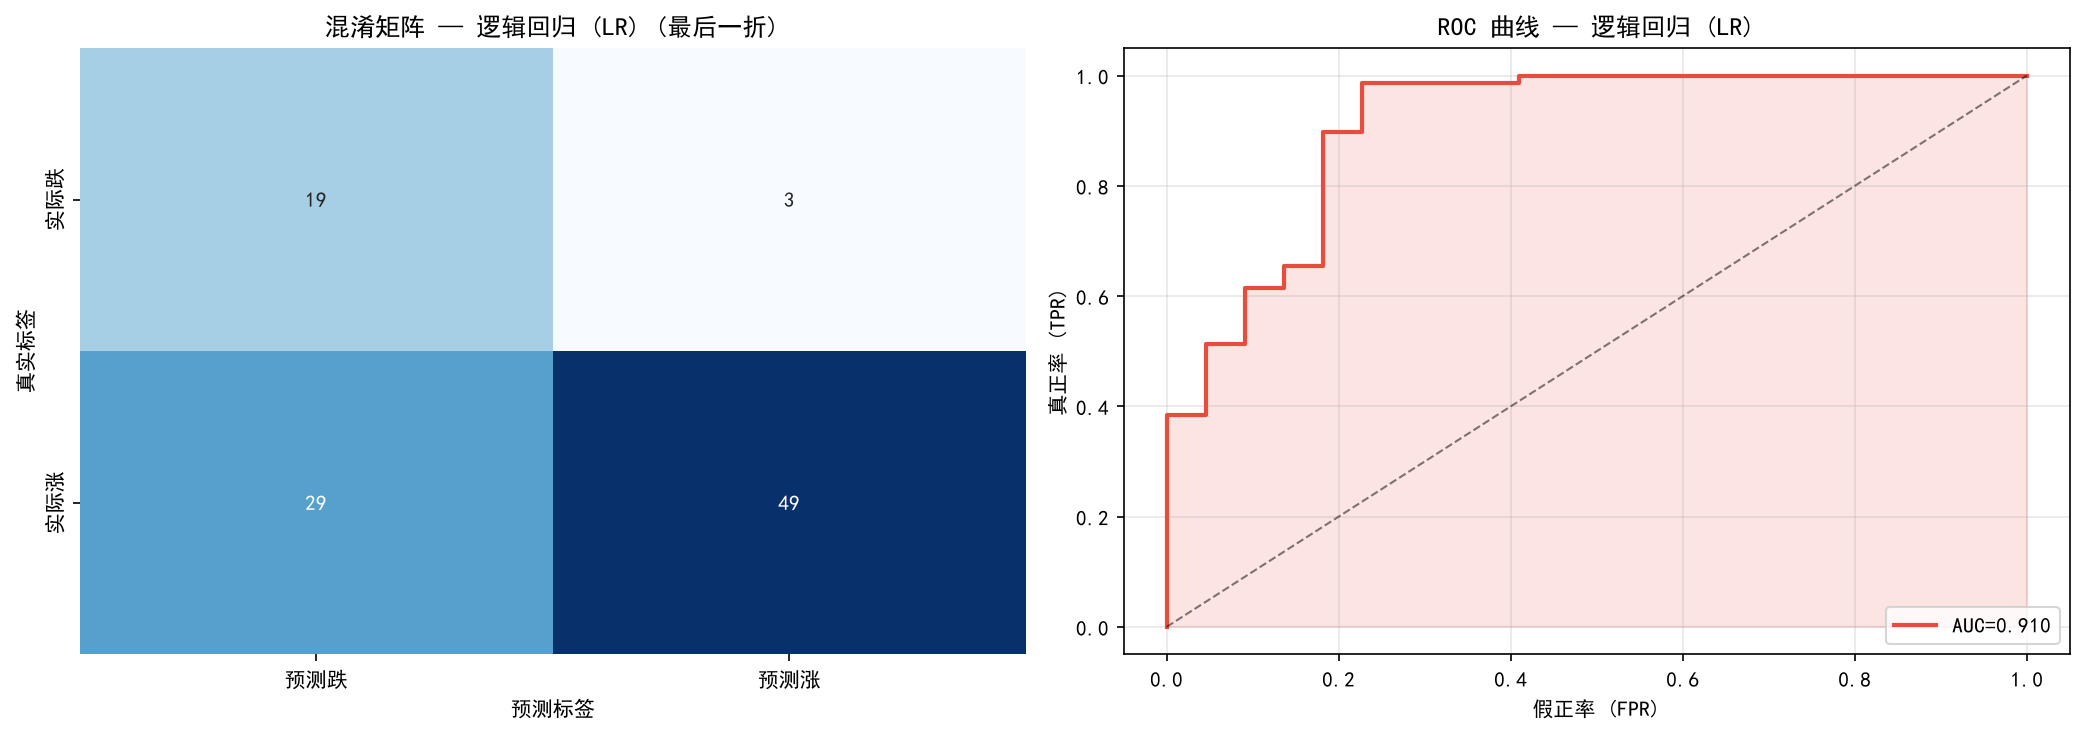 混淆矩阵 — 逻辑回归 (LR) (最后一折)
真实标签
实际跌
实际涨
19
3
29
49
预测跌
预测涨
预测标签
ROC 曲线 — 逻辑回归 (LR)
真正率 (TPR)
1.0
0.8
0.6
0.4
0.2
0.0
AUC=0.910
0.0
0.2
0.4
0.6
0.8
1.0
假正率 (FPR)